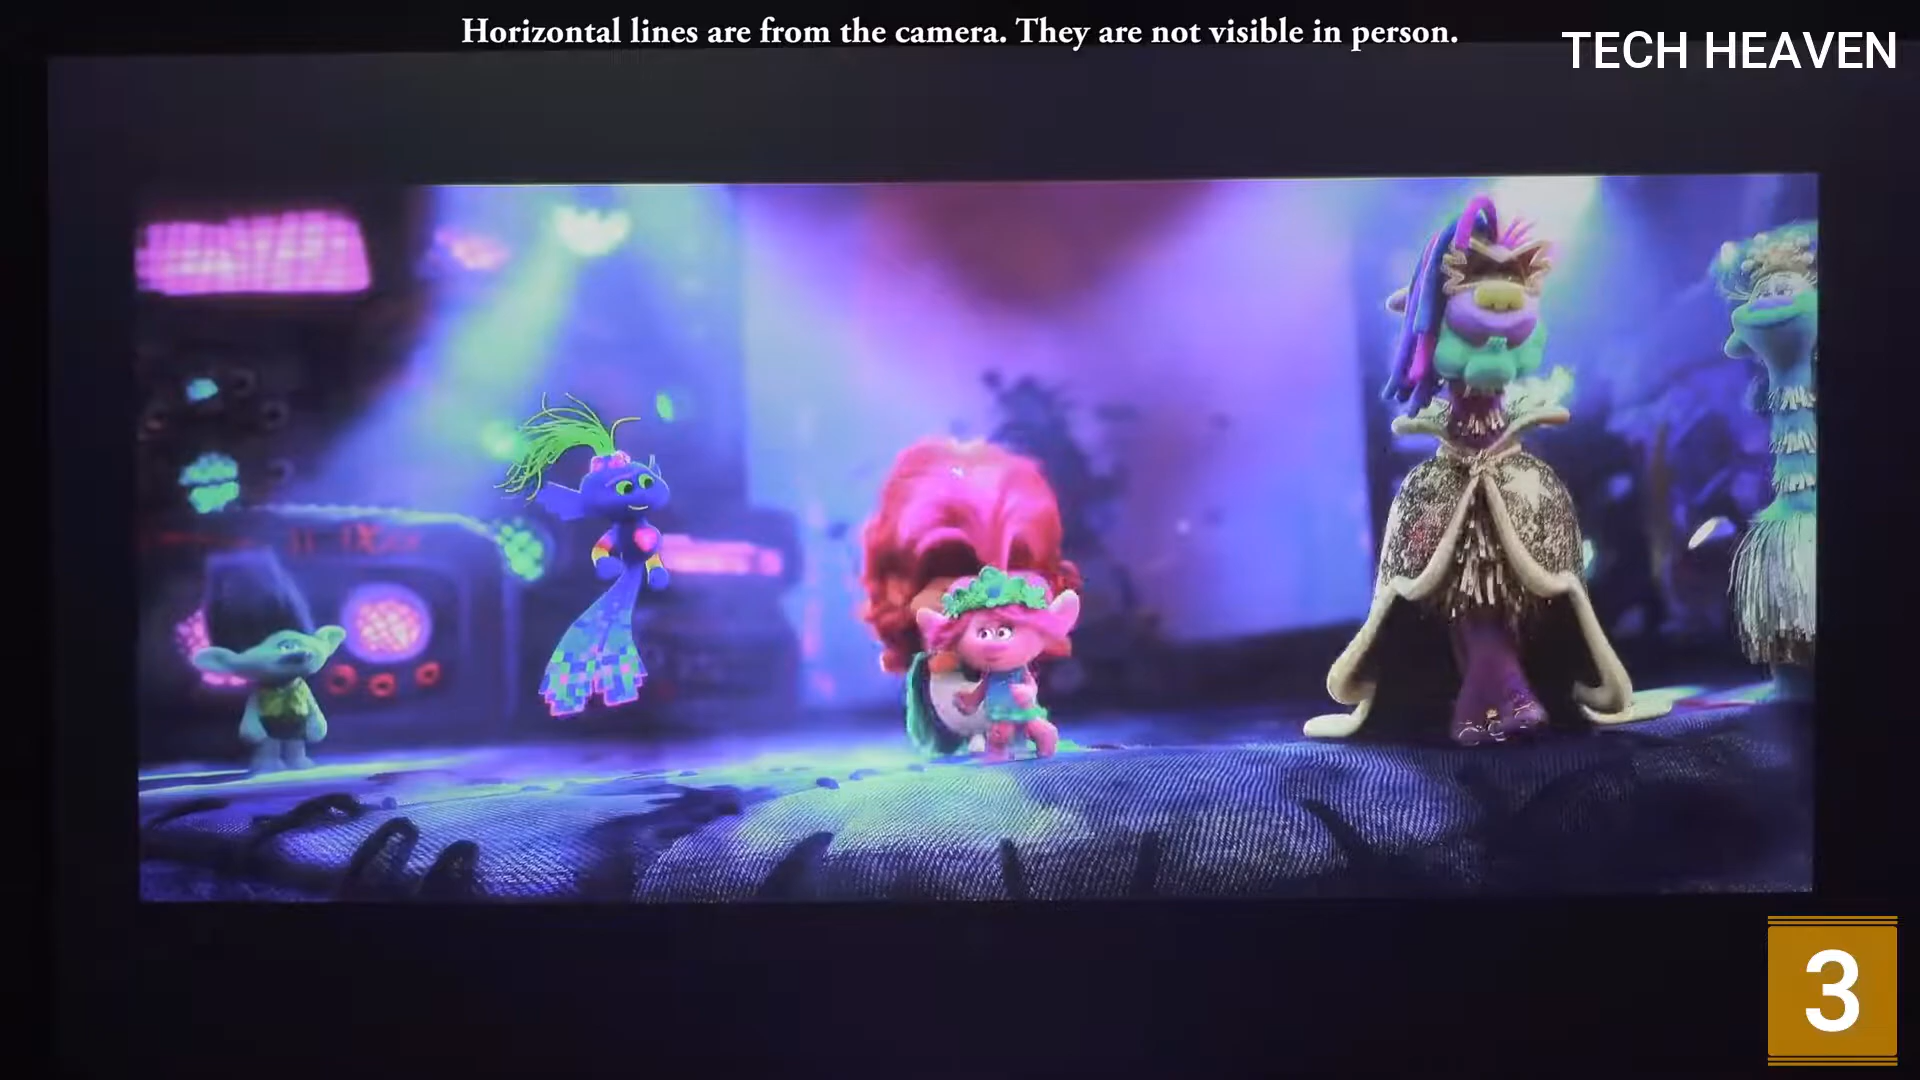 Horizontal lines are from the camera. They are not visible in person.
TECH HEAVEN
3